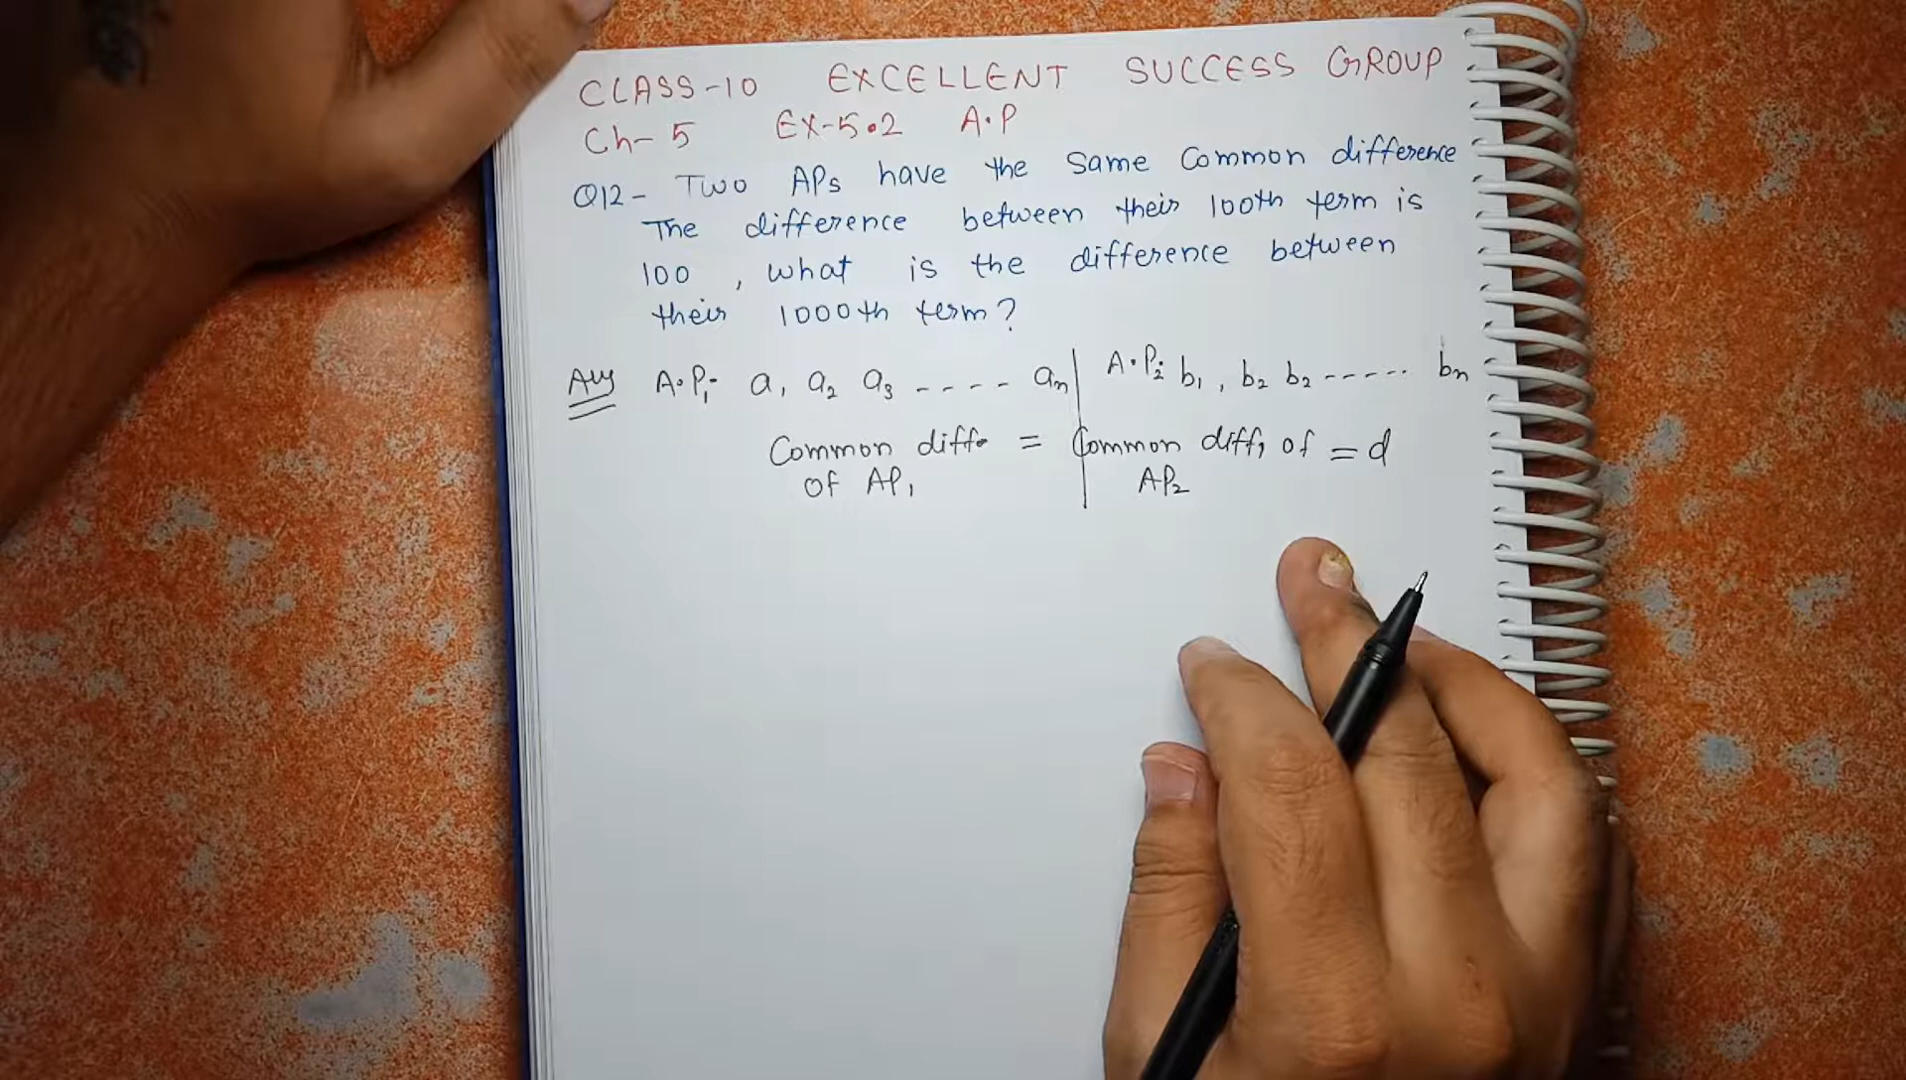 CLASS-10 EXCELLENT SUCCESS GROUP
Ch-5 EX-5.2 A.P
Q12- Two APs have the same Common difference
The difference between their 100th term is
100 , what is the difference between
their 1000th term?
Ans A.P₁- a₁ a₂ a₃ ---- aₙ | A.P₂: b₁, b₂ b₂ ----- bₙ
Common diff. = Common diff, of = d
of AP₁ AP₂